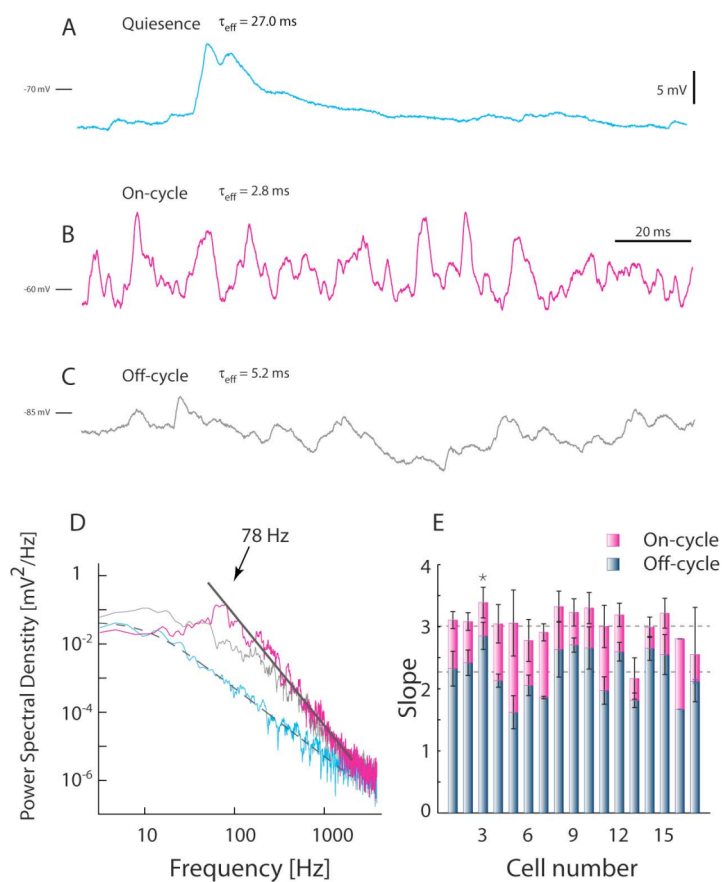 A
Quiesence τeff = 27.0 ms
-70 mV
5 mV
On-cycle τeff = 2.8 ms
B
20 ms
-60 mV
C
Off-cycle τeff = 5.2 ms
-85 mV
D
78 Hz
Power Spectral Denstity [mV²/Hz]
1
10⁻²
10⁻⁴
10⁻⁶
10 100 1000
Frequency [Hz]
E
On-cycle
Off-cycle
Slope
4
3
2
1
0
*
3 6 9 12 15
Cell number